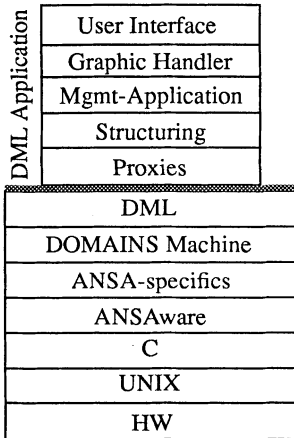 DML Application
User Interface
Graphic Handler
Mgmt-Application
Structuring
Proxies
DML
DOMAINS Machine
ANSA-specifics
ANSAware
C
UNIX
HW